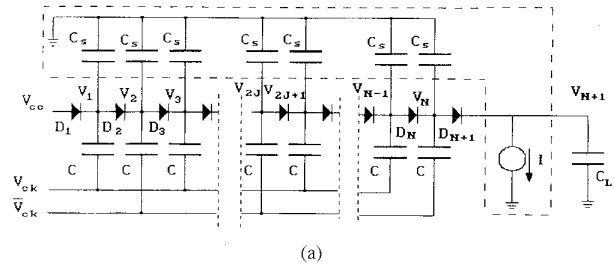 C_s C_s C_s C_s C_s C_s C_s
V_cc V_1 V_2 V_3 V_2J V_2J+1 V_N-1 V_N V_N+1
D_1 D_2 D_3 D_N D_N+1
C C C C C C C I C_L
V_ck
V̅_ck
(a)